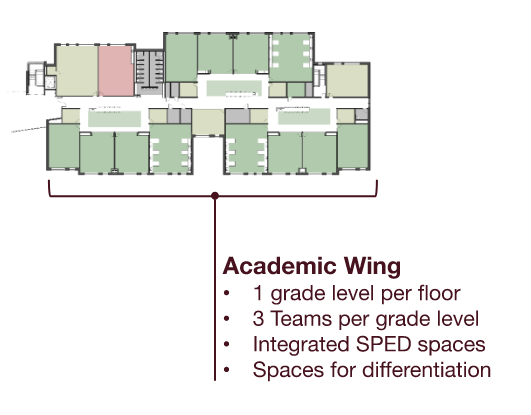 Academic Wing
• 1 grade level per floor
• 3 Teams per grade level
• Integrated SPED spaces
• Spaces for differentiation